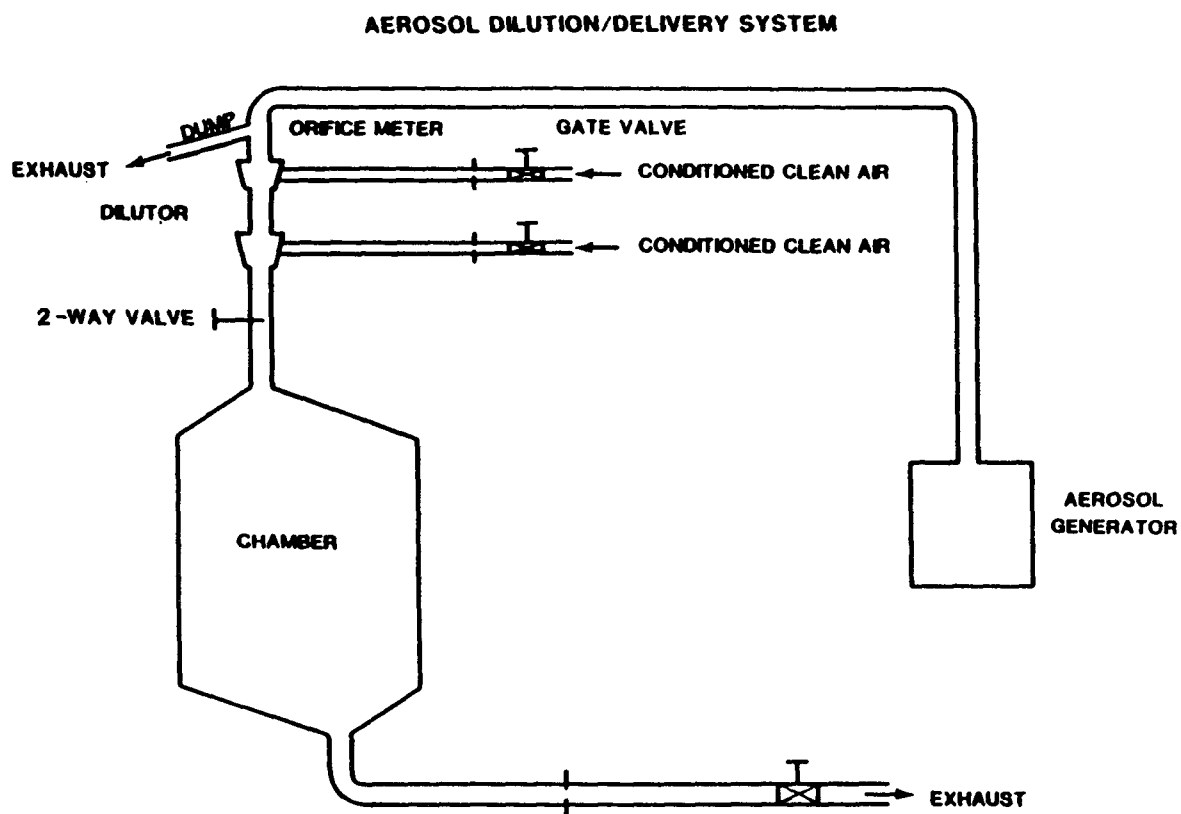 AEROSOL DILUTION/DELIVERY SYSTEM
DUMP
ORIFICE METER
GATE VALVE
EXHAUST
CONDITIONED CLEAN AIR
DILUTOR
CONDITIONED CLEAN AIR
2-WAY VALVE
CHAMBER
AEROSOL
GENERATOR
EXHAUST